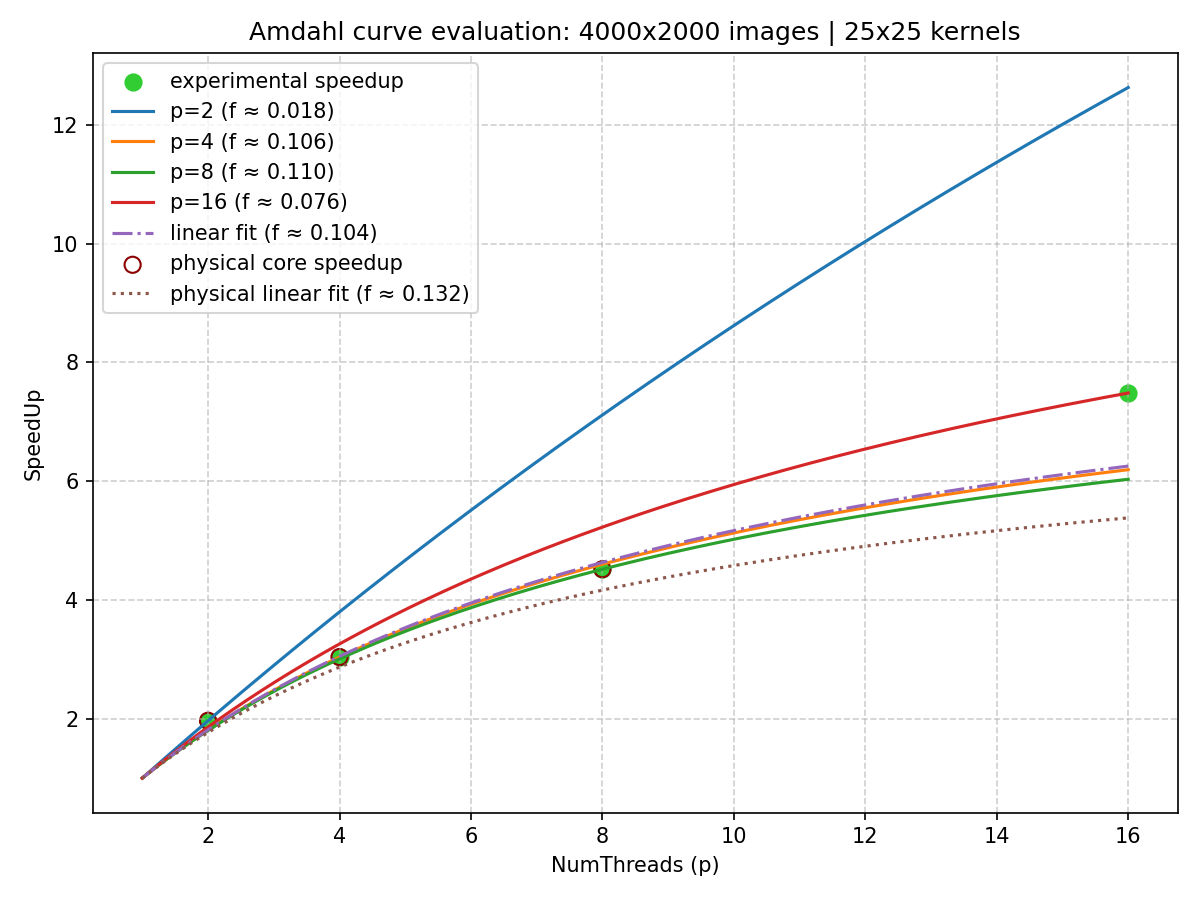 Amdahl curve evaluation: 4000x2000 images | 25x25 kernels
experimental speedup
p=2 (f ≈ 0.018)
p=4 (f ≈ 0.106)
p=8 (f ≈ 0.110)
p=16 (f ≈ 0.076)
linear fit (f ≈ 0.104)
physical core speedup
physical linear fit (f ≈ 0.132)
SpeedUp
12
10
8
6
4
2
2 4 6 8 10 12 14 16
NumThreads (p)